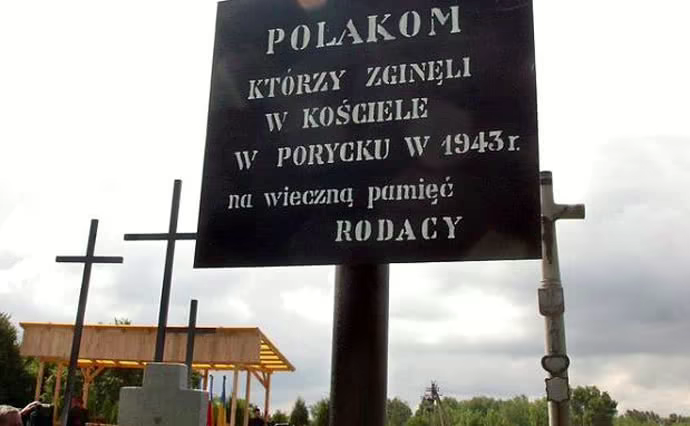 POLAKOM
KTÓRZY ZGINĘLI
W KOŚCIELE
W PORYCKU W 1943 r.
na wieczną pamięć
RODACY